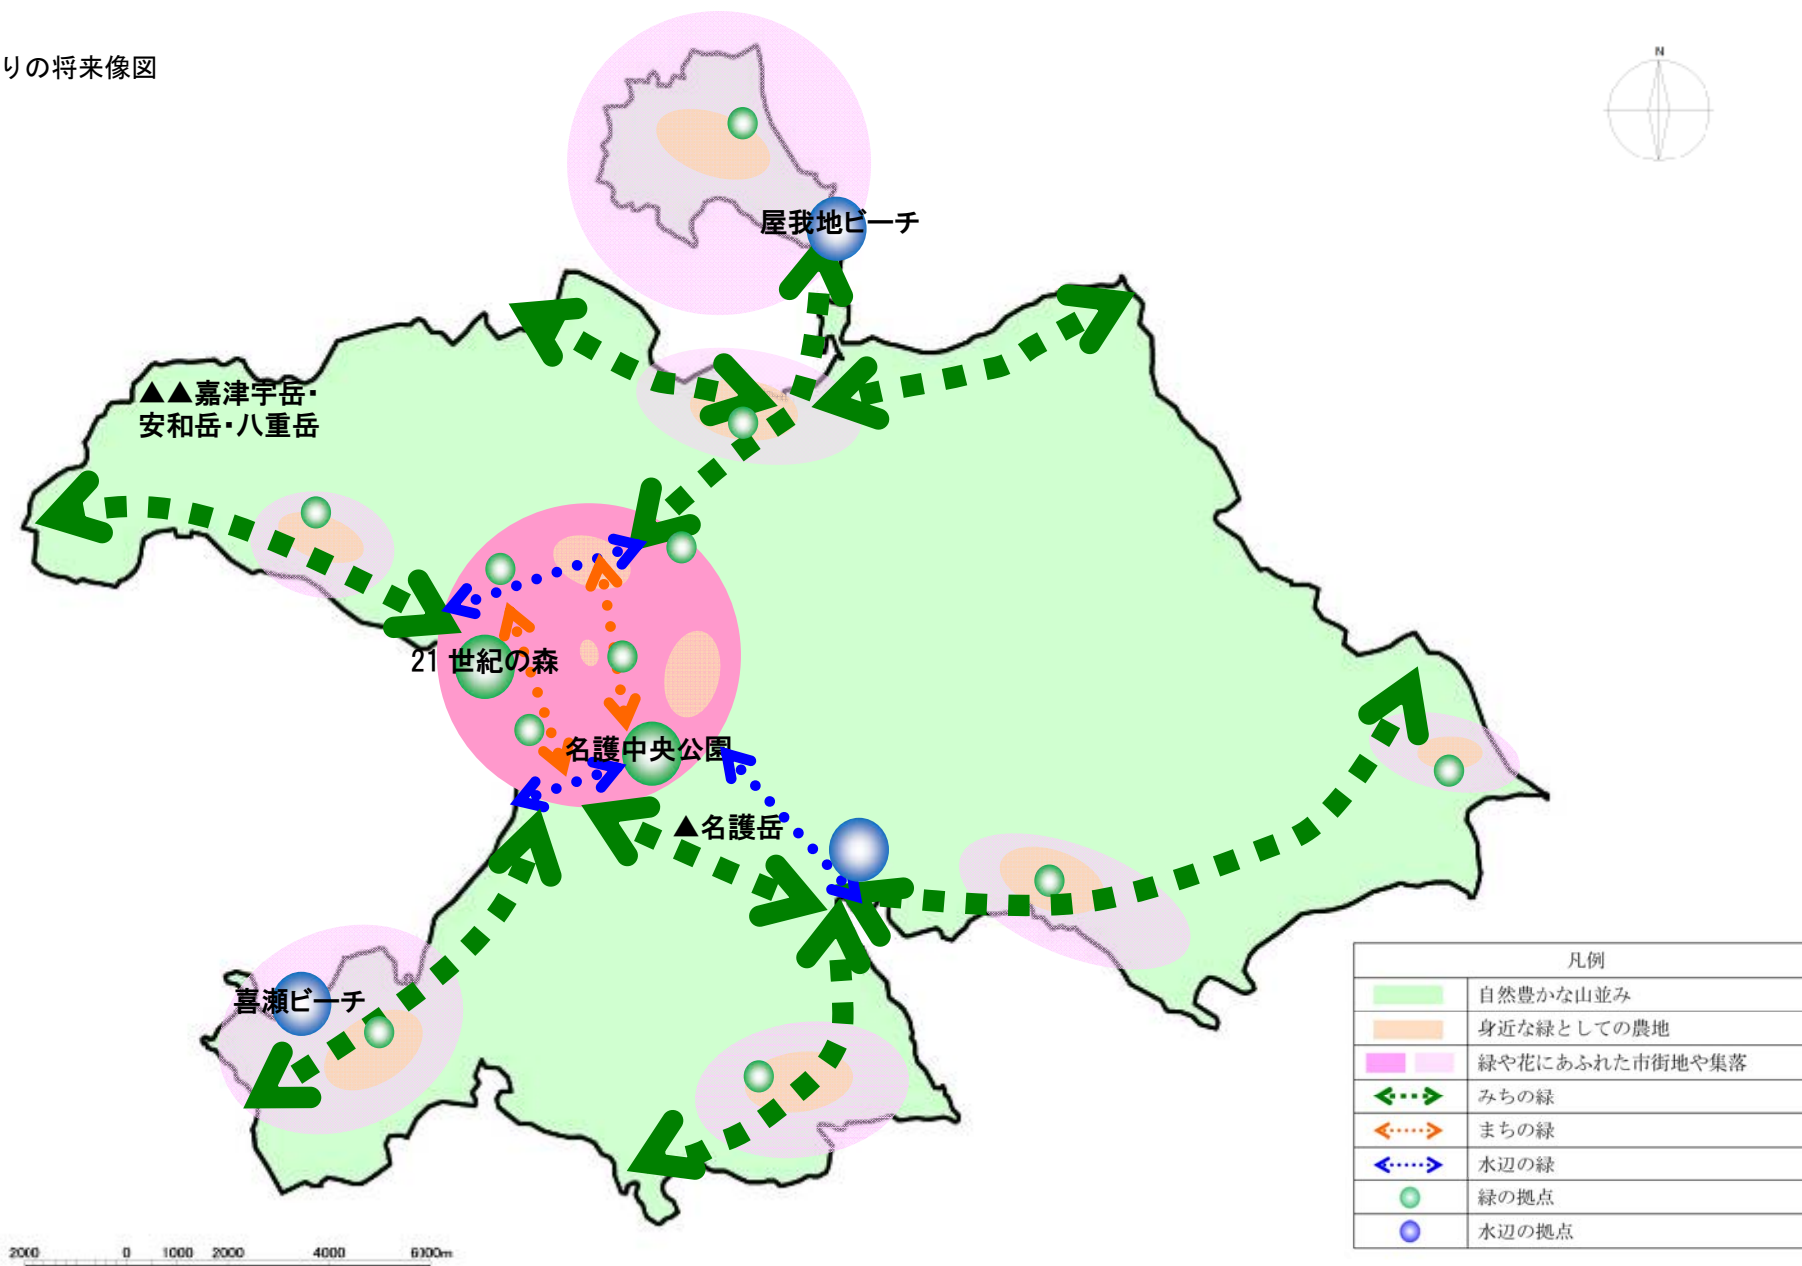 りの将来像図
N
屋我地ビーチ
▲▲嘉津宇岳・
安和岳・八重岳
21 世紀の森
名護中央公園
▲名護岳
喜瀬ビーチ
凡例
自然豊かな山並み
身近な緑としての農地
緑や花にあふれた市街地や集落
みちの緑
まちの緑
水辺の緑
緑の拠点
水辺の拠点
2000 0 1000 2000 4000 6000m